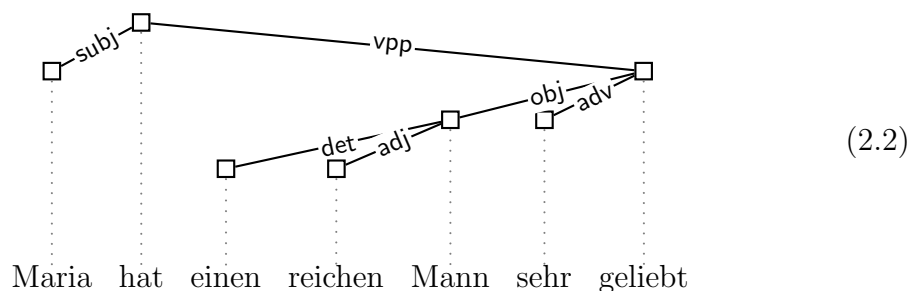 subj
vpp
obj
adv
det
adj
(2.2)
Maria hat einen reichen Mann sehr geliebt